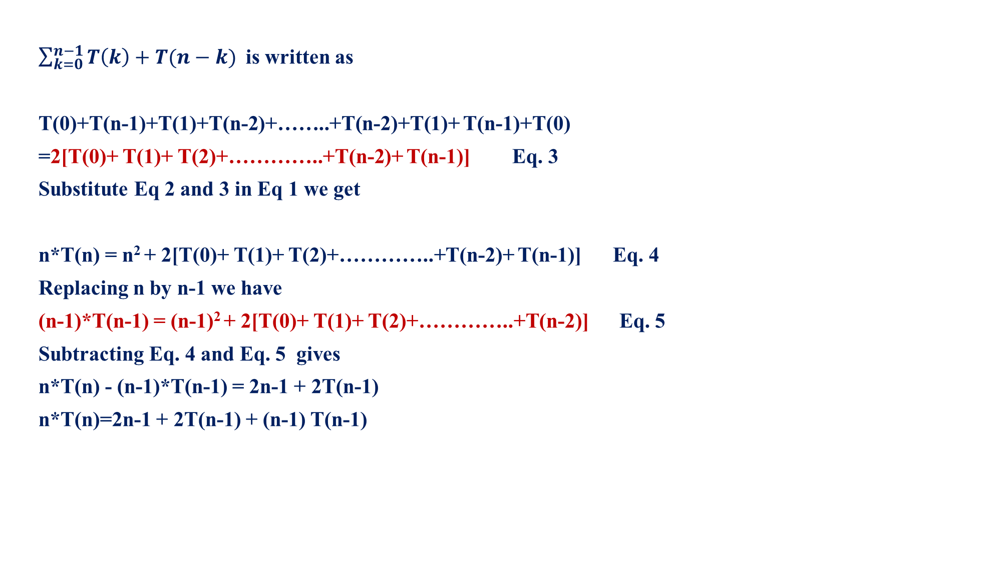 ∑_{k=0}^{n−1} T(k) + T(n − k) is written as
T(0)+T(n-1)+T(1)+T(n-2)+……..+T(n-2)+T(1)+ T(n-1)+T(0)
=2[T(0)+ T(1)+ T(2)+…………..+T(n-2)+ T(n-1)] Eq. 3
Substitute Eq 2 and 3 in Eq 1 we get
n*T(n) = n² + 2[T(0)+ T(1)+ T(2)+…………..+T(n-2)+ T(n-1)] Eq. 4
Replacing n by n-1 we have
(n-1)*T(n-1) = (n-1)² + 2[T(0)+ T(1)+ T(2)+…………..+T(n-2)] Eq. 5
Subtracting Eq. 4 and Eq. 5 gives
n*T(n) - (n-1)*T(n-1) = 2n-1 + 2T(n-1)
n*T(n)=2n-1 + 2T(n-1) + (n-1) T(n-1)